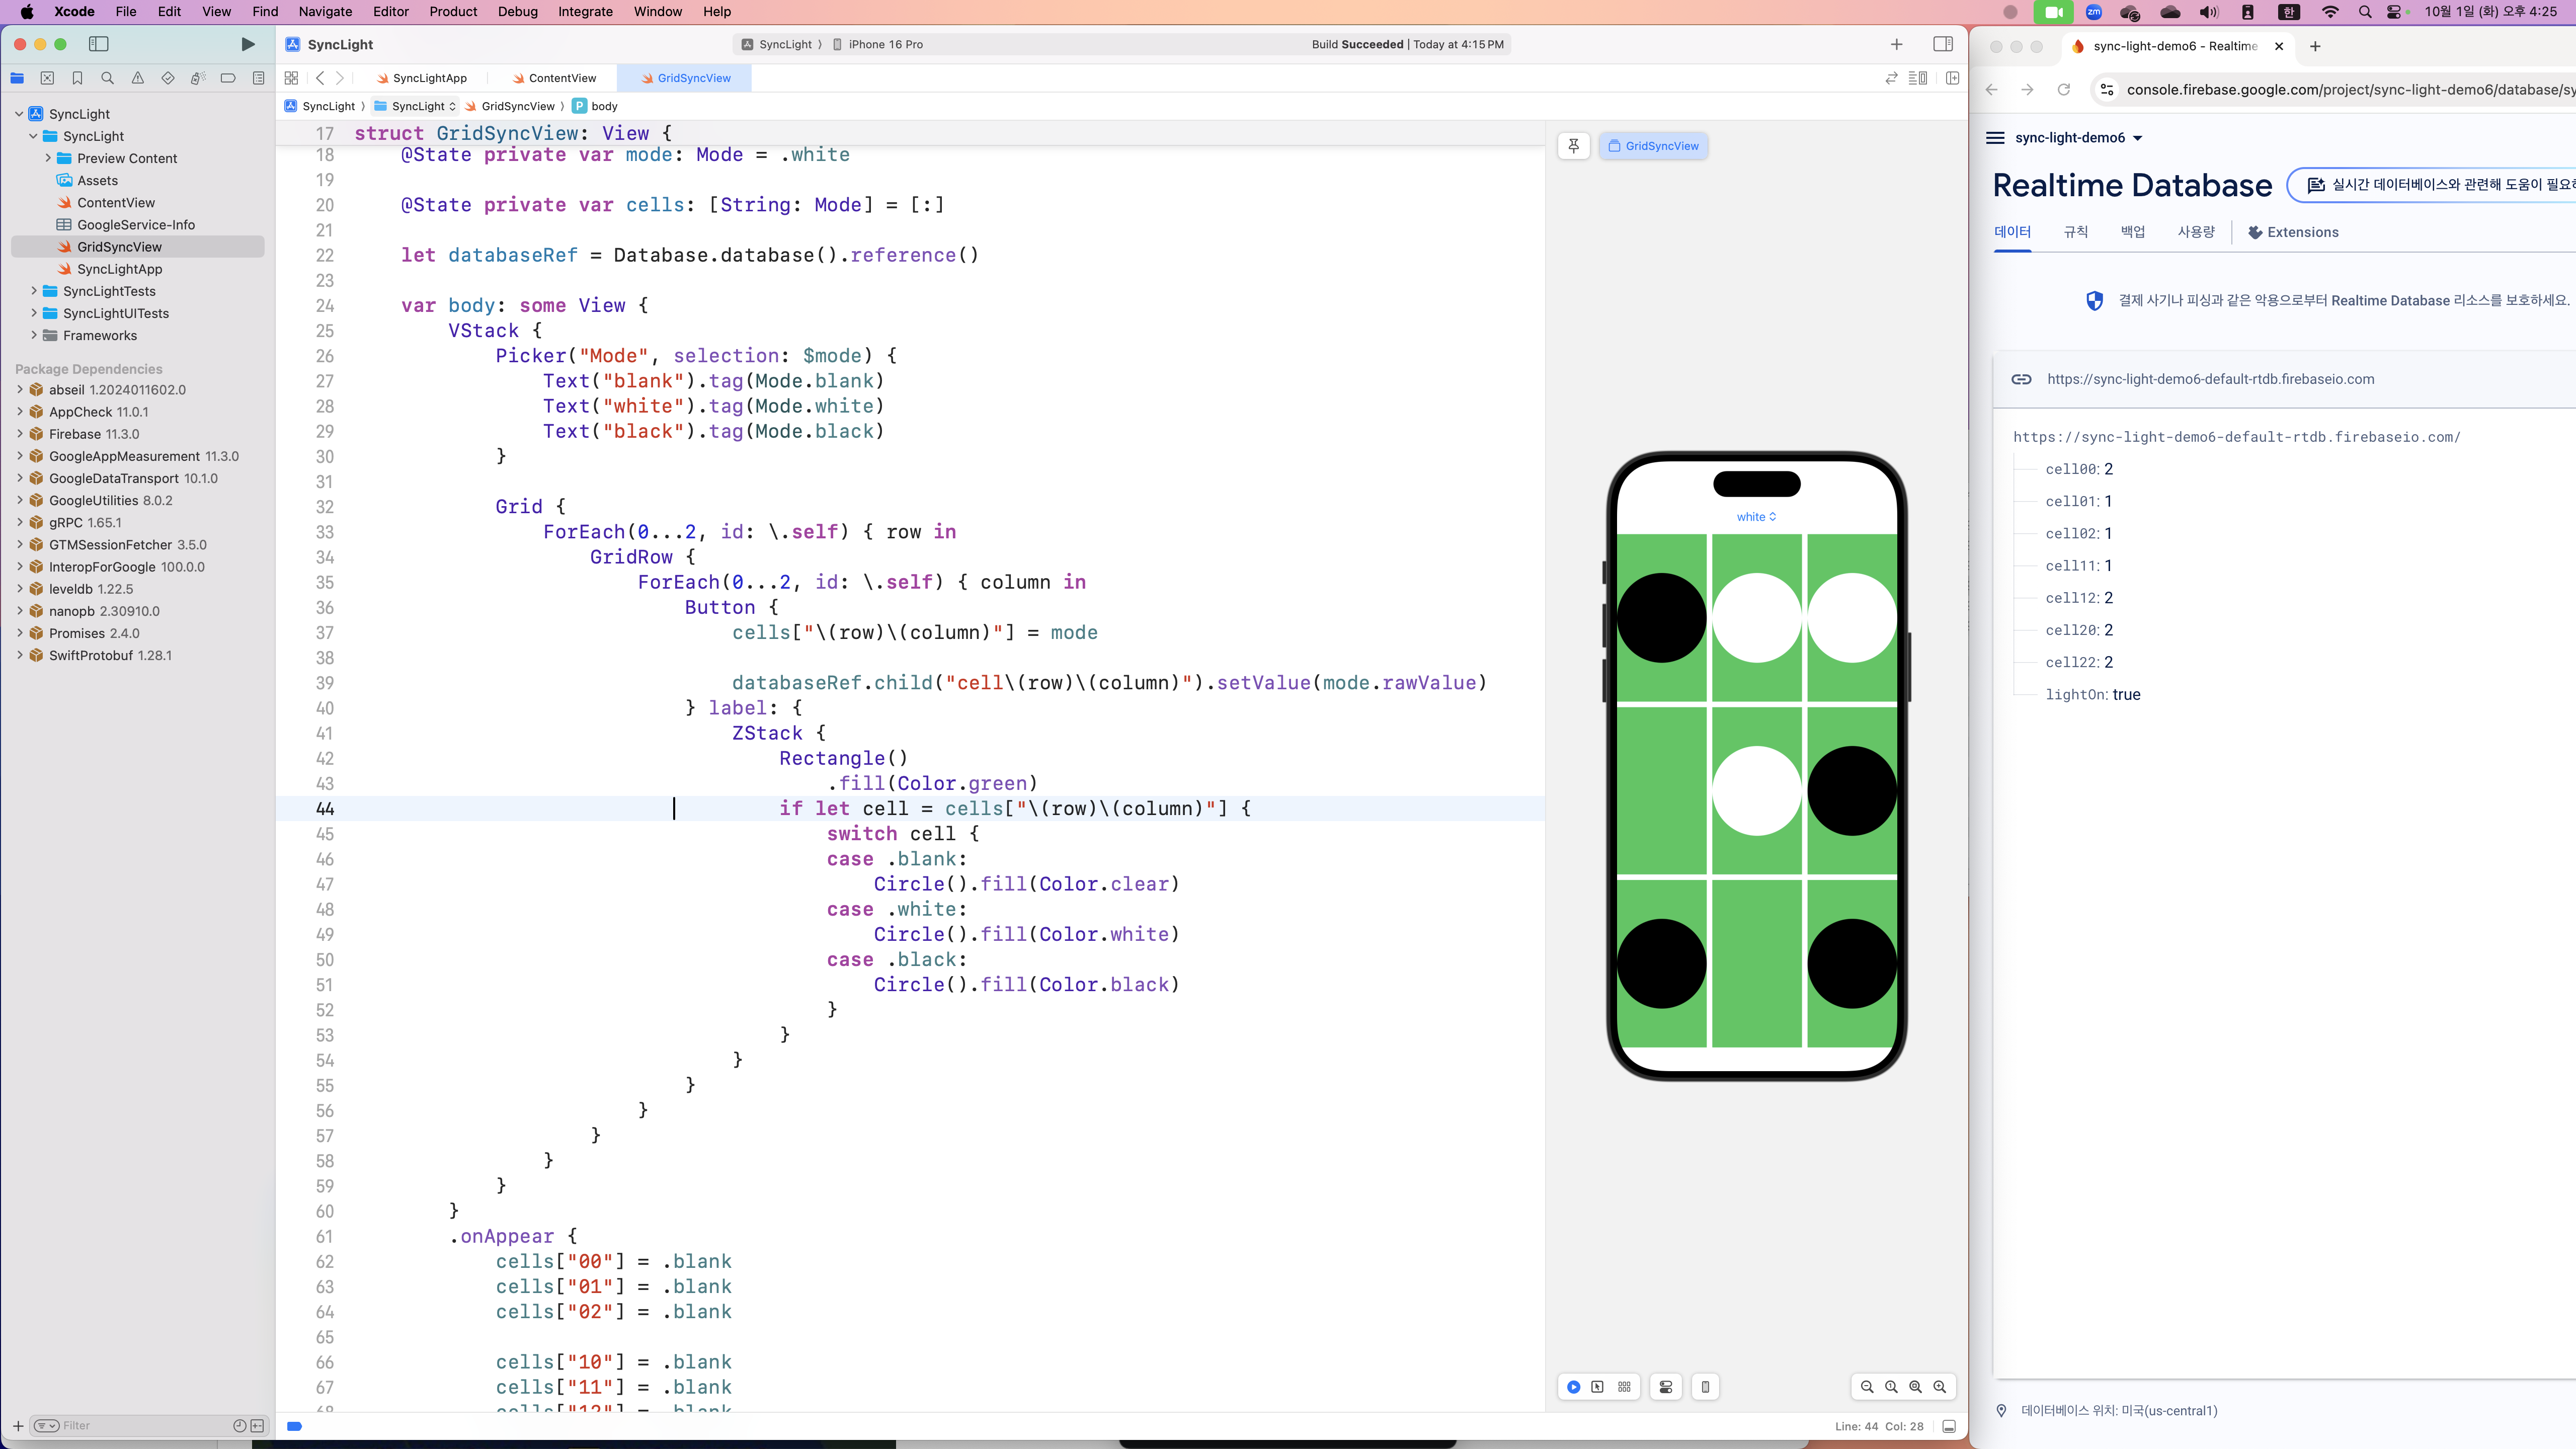 Xcode File Edit View Find Navigate Editor Product Debug Integrate Window Help
zm 한 10월 1일 (화) 오후 4:25
SyncLight
SyncLight 〉 iPhone 16 Pro
Build Succeeded | Today at 4:15 PM
SyncLightApp ContentView GridSyncView
SyncLight 〉 SyncLight 〉 GridSyncView 〉 P body
SyncLight
SyncLight
Preview Content
Assets
ContentView
GoogleService-Info
GridSyncView
SyncLightApp
SyncLightTests
SyncLightUITests
Frameworks
Package Dependencies
abseil 1.2024011602.0
AppCheck 11.0.1
Firebase 11.3.0
GoogleAppMeasurement 11.3.0
GoogleDataTransport 10.1.0
GoogleUtilities 8.0.2
gRPC 1.65.1
GTMSessionFetcher 3.5.0
InteropForGoogle 100.0.0
leveldb 1.22.5
nanopb 2.30910.0
Promises 2.4.0
SwiftProtobuf 1.28.1
Filter
17 struct GridSyncView: View {
18 @State private var mode: Mode = .white
19
20 @State private var cells: [String: Mode] = [:]
21
22 let databaseRef = Database.database().reference()
23
24 var body: some View {
25 VStack {
26 Picker("Mode", selection: $mode) {
27 Text("blank").tag(Mode.blank)
28 Text("white").tag(Mode.white)
29 Text("black").tag(Mode.black)
30 }
31
32 Grid {
33 ForEach(0...2, id: \.self) { row in
34 GridRow {
35 ForEach(0...2, id: \.self) { column in
36 Button {
37 cells["\(row)\(column)"] = mode
38
39 databaseRef.child("cell\(row)\(column)").setValue(mode.rawValue)
40 } label: {
41 ZStack {
42 Rectangle()
43 .fill(Color.green)
44 if let cell = cells["\(row)\(column)"] {
45 switch cell {
46 case .blank:
47 Circle().fill(Color.clear)
48 case .white:
49 Circle().fill(Color.white)
50 case .black:
51 Circle().fill(Color.black)
52 }
53 }
54 }
55 }
56 }
57 }
58 }
59 }
60 }
61 .onAppear {
62 cells["00"] = .blank
63 cells["01"] = .blank
64 cells["02"] = .blank
65
66 cells["10"] = .blank
67 cells["11"] = .blank
68 cells["12"] = .blank
Line: 44 Col: 28
GridSyncView
white
sync-light-demo6 - Realtime
console.firebase.google.com/project/sync-light-demo6/database/sy
sync-light-demo6
Realtime Database
실시간 데이터베이스와 관련해 도움이 필요
데이터 규칙 백업 사용량 Extensions
결제 사기나 피싱과 같은 악용으로부터 Realtime Database 리소스를 보호하세요.
https://sync-light-demo6-default-rtdb.firebaseio.com
https://sync-light-demo6-default-rtdb.firebaseio.com/
cell00: 2
cell01: 1
cell02: 1
cell11: 1
cell12: 2
cell20: 2
cell22: 2
lightOn: true
데이터베이스 위치: 미국(us-central1)